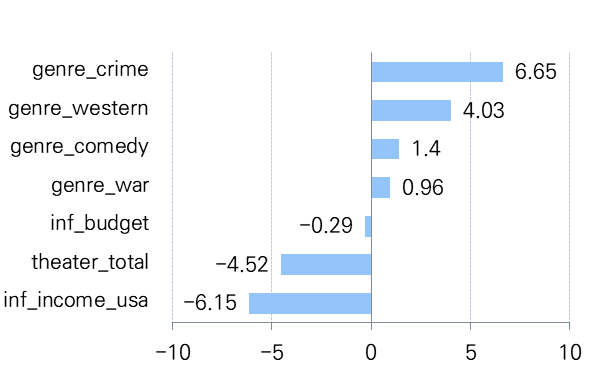 genre_crime 6.65
genre_western 4.03
genre_comedy 1.4
genre_war 0.96
inf_budget −0.29
theater_total −4.52
inf_income_usa −6.15
−10 −5 0 5 10